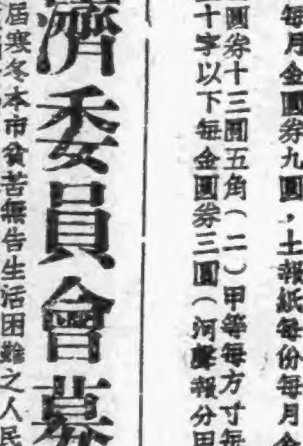 每月金圓券九圓，土報紙每份每月金
圓券十三圓五角（二）甲等每方寸每
十字以下每金圓券三圓（河聲報分田
濟委員會募
屆寒冬本市貧苦無告生活困難之人民